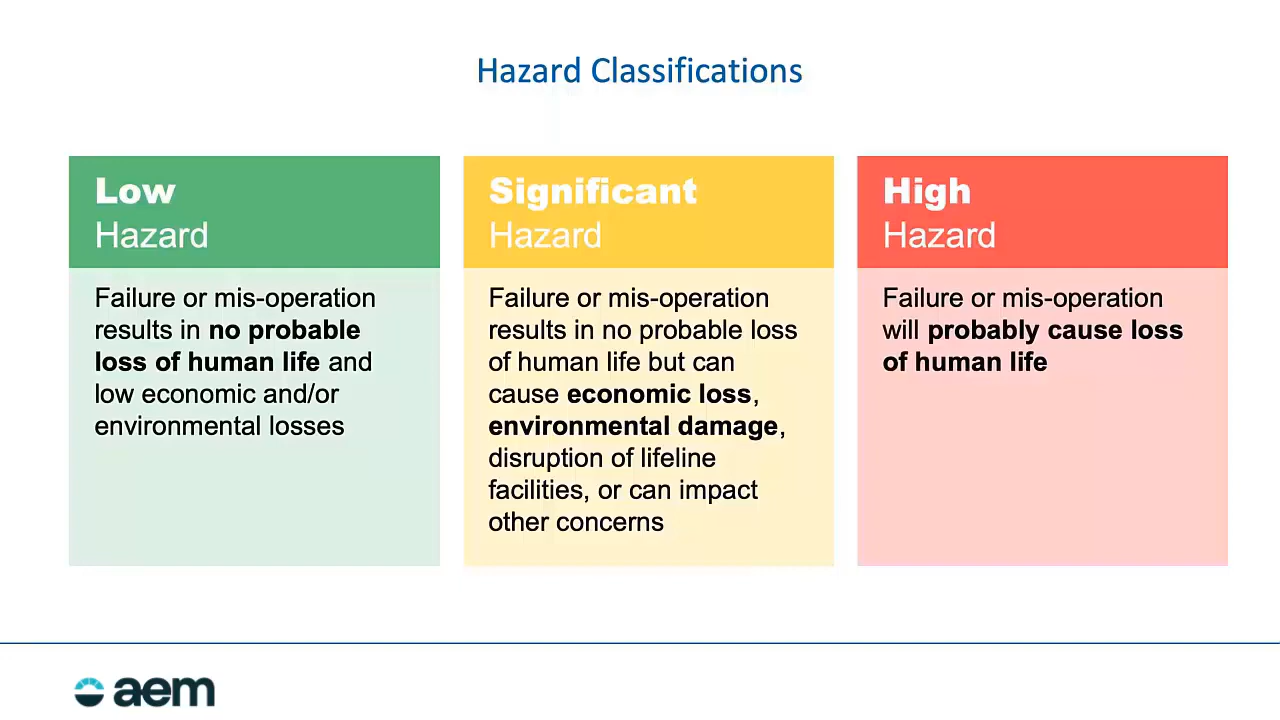 Hazard Classifications
Low
Hazard
Failure or mis-operation
results in no probable
loss of human life and
low economic and/or
environmental losses
Significant
Hazard
Failure or mis-operation
results in no probable loss
of human life but can
cause economic loss,
environmental damage,
disruption of lifeline
facilities, or can impact
other concerns
High
Hazard
Failure or mis-operation
will probably cause loss
of human life
aem